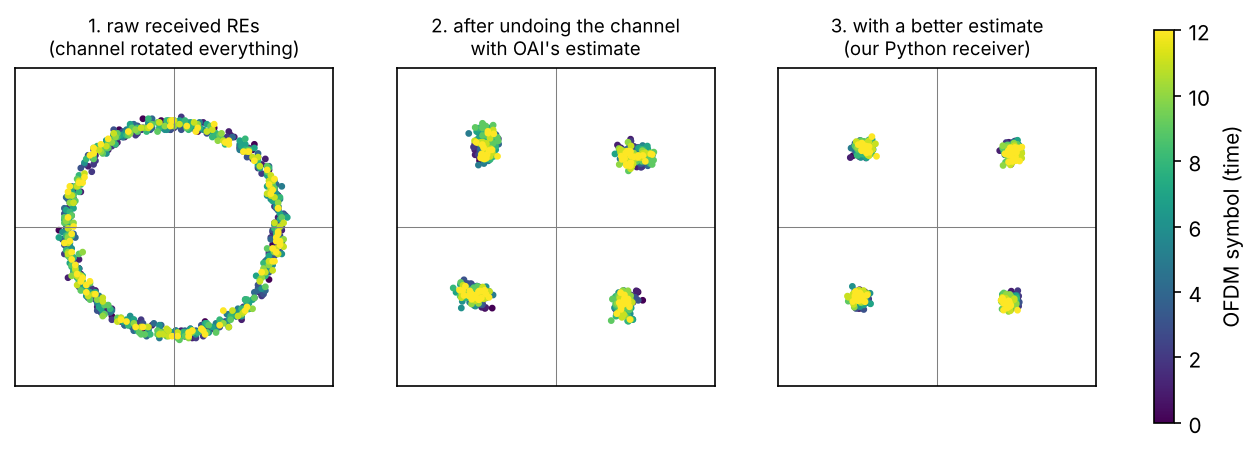 1. raw received REs
(channel rotated everything)
2. after undoing the channel
with OAI's estimate
3. with a better estimate
(our Python receiver)
12
10
8
6
4
2
0
OFDM symbol (time)